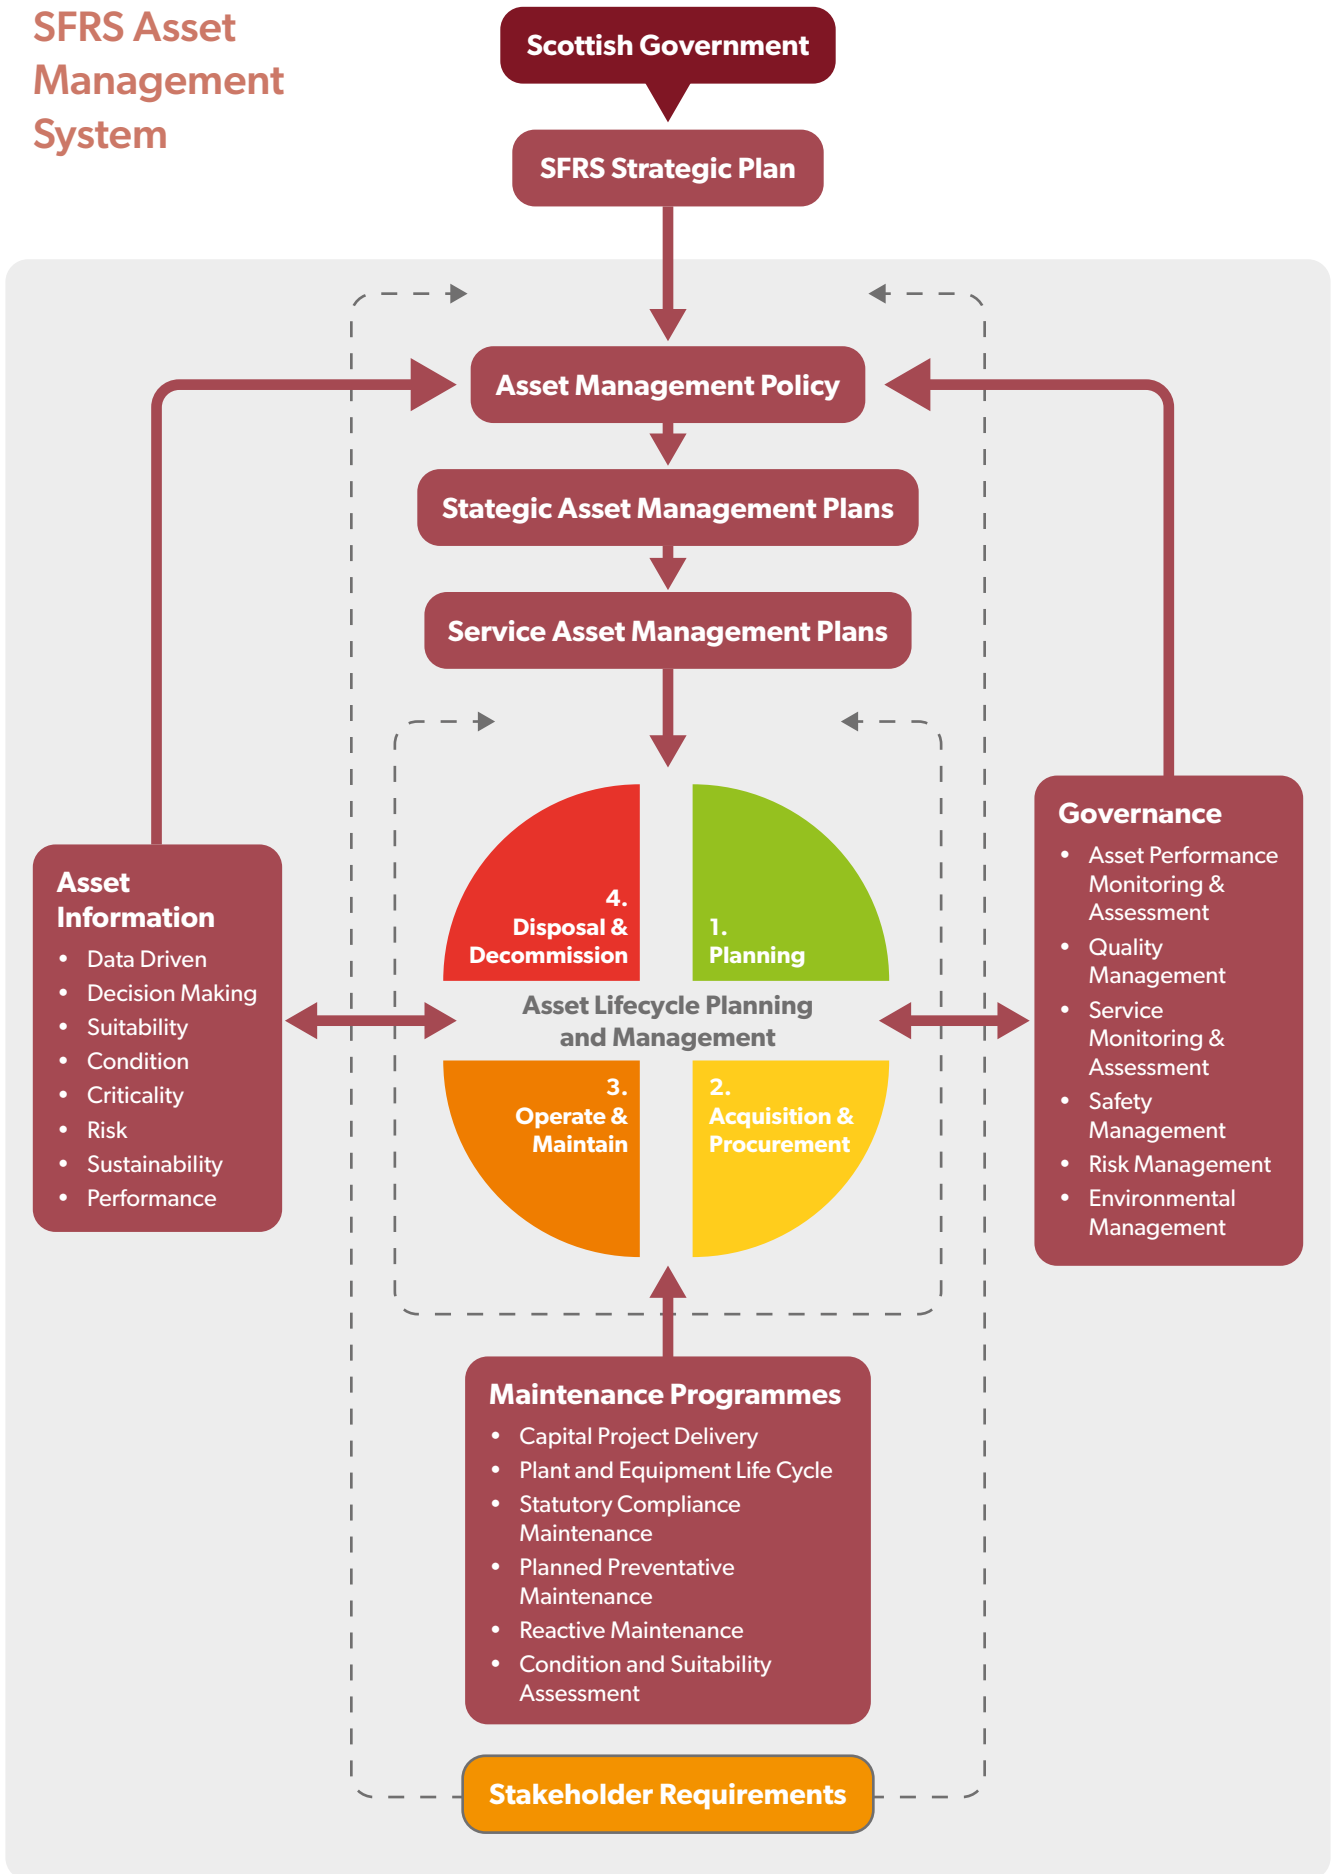 SFRS Asset
Management
System
Scottish Government
SFRS Strategic Plan
Asset Management Policy
Stategic Asset Management Plans
Service Asset Management Plans
Asset
Information
• Data Driven
• Decision Making
• Suitability
• Condition
• Criticality
• Risk
• Sustainability
• Performance
4.
Disposal &
Decommission
1.
Planning
Asset Lifecycle Planning
and Management
3.
Operate &
Maintain
2.
Acquisition &
Procurement
Governance
• Asset Performance
Monitoring &
Assessment
• Quality
Management
• Service
Monitoring &
Assessment
• Safety
Management
• Risk Management
• Environmental
Management
Maintenance Programmes
• Capital Project Delivery
• Plant and Equipment Life Cycle
• Statutory Compliance
Maintenance
• Planned Preventative
Maintenance
• Reactive Maintenance
• Condition and Suitability
Assessment
Stakeholder Requirements